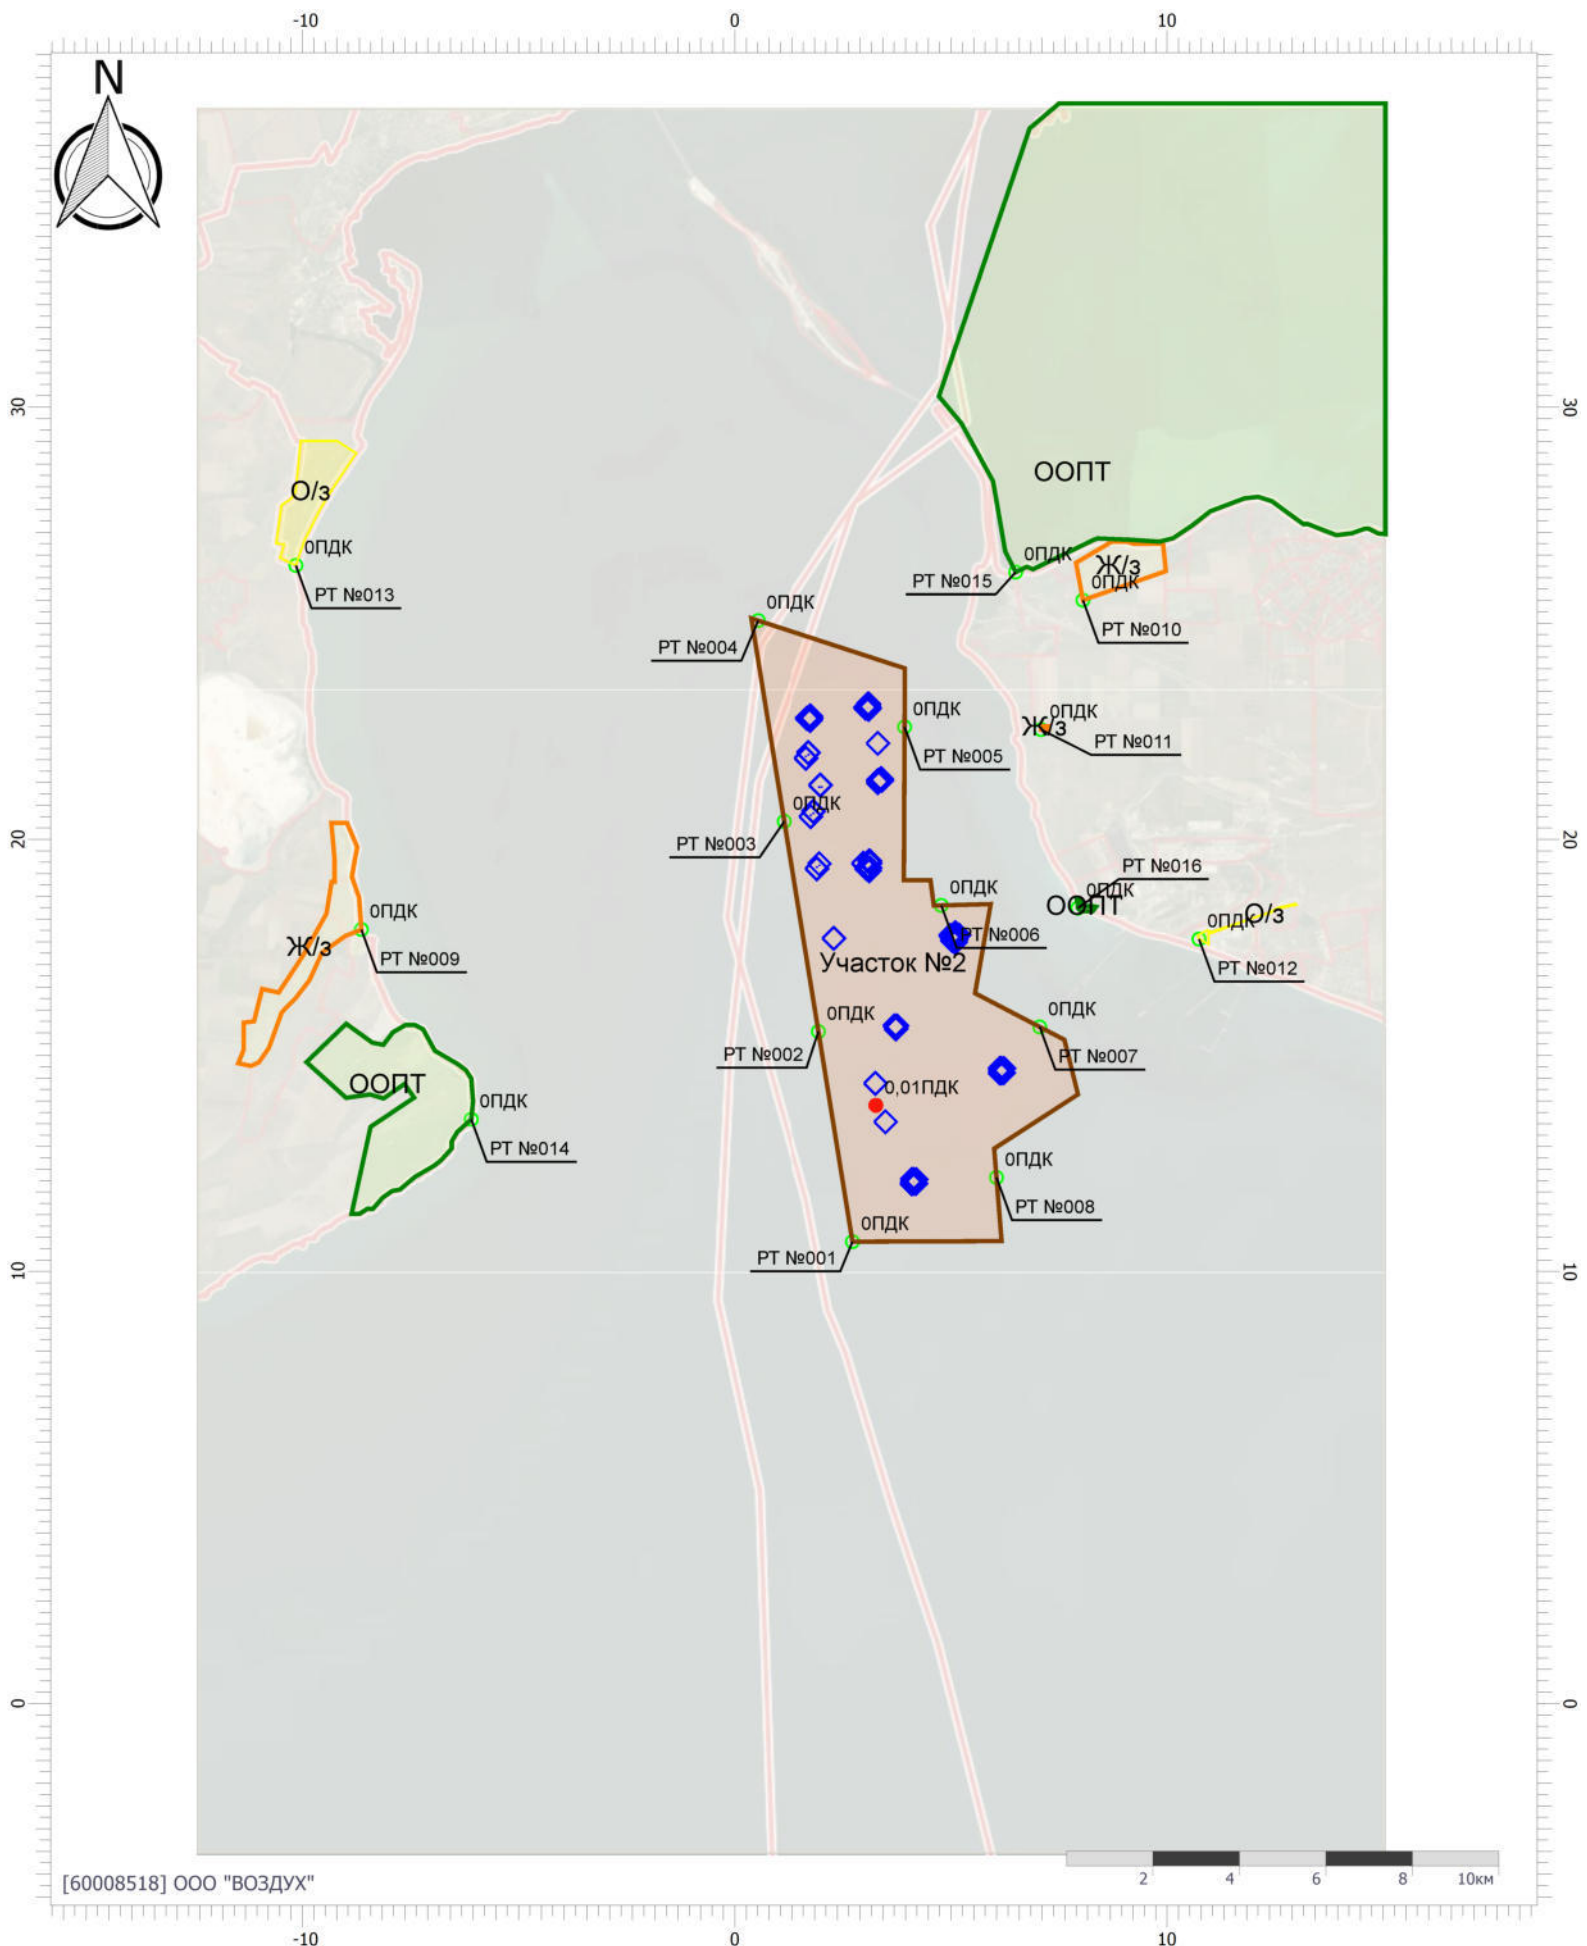 -10 0 10
N
30 30
ООПТ
О/з
0ПДК
РТ №013
0ПДК
РТ №015
Ж/з
0ПДК
РТ №010
0ПДК
РТ №004
0ПДК
РТ №005
0ПДК
Ж/з
РТ №011
0ПДК
РТ №003
20 20
РТ №016
0ПДК
ООПТ
0ПДК
РТ №006
О/з
0ПДК
РТ №012
0ПДК
Ж/з
РТ №009
Участок №2
0ПДК
РТ №002
0ПДК
РТ №007
ООПТ
0,01ПДК
0ПДК
РТ №014
0ПДК
РТ №008
0ПДК
РТ №001
10 10
0 0
2 4 6 8 10км
[60008518] ООО "ВОЗДУХ"
-10 0 10